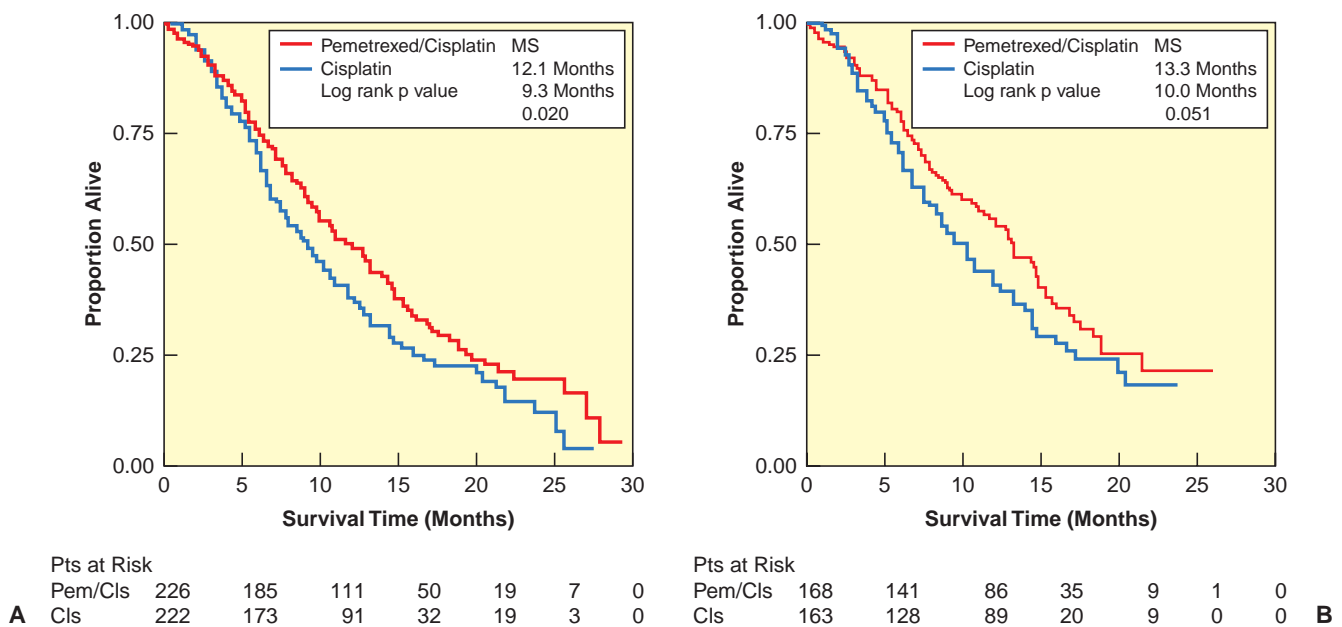 1.00
0.75
0.50
0.25
0.00
Proportion Alive
Pemetrexed/Cisplatin MS
Cisplatin 12.1 Months
Log rank p value 9.3 Months
0.020
0 5 10 15 20 25 30
Survival Time (Months)
Pts at Risk
Pem/Cls 226 185 111 50 19 7 0
A Cls 222 173 91 32 19 3 0
1.00
0.75
0.50
0.25
0.00
Proportion Alive
Pemetrexed/Cisplatin MS
Cisplatin 13.3 Months
Log rank p value 10.0 Months
0.051
0 5 10 15 20 25 30
Survival Time (Months)
Pts at Risk
Pem/Cls 168 141 86 35 9 1 0
Cls 163 128 89 20 9 0 0 B